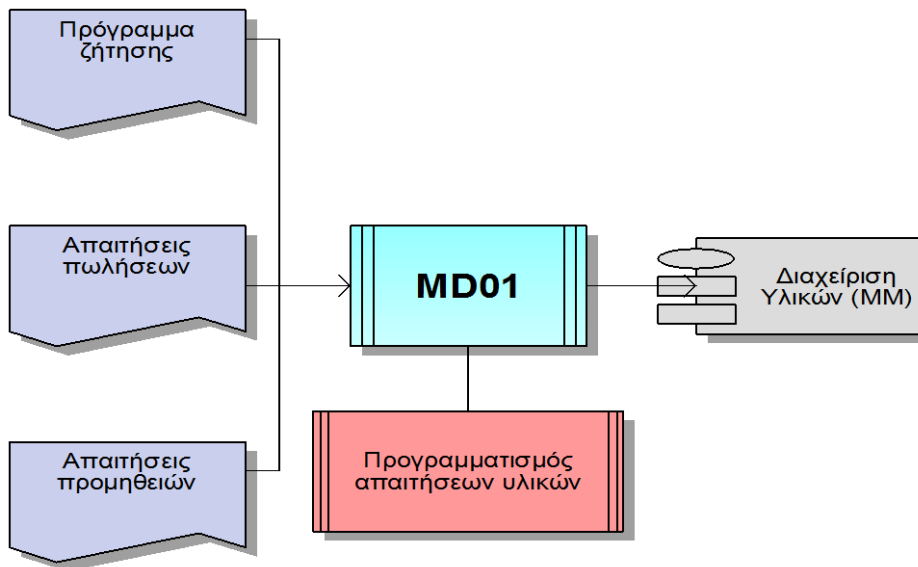 Πρόγραμμα
ζήτησης
Απαιτήσεις
πωλήσεων
MD01
Διαχείριση
Υλικών (MM)
Απαιτήσεις
προμηθειών
Προγραμματισμός
απαιτήσεων υλικών